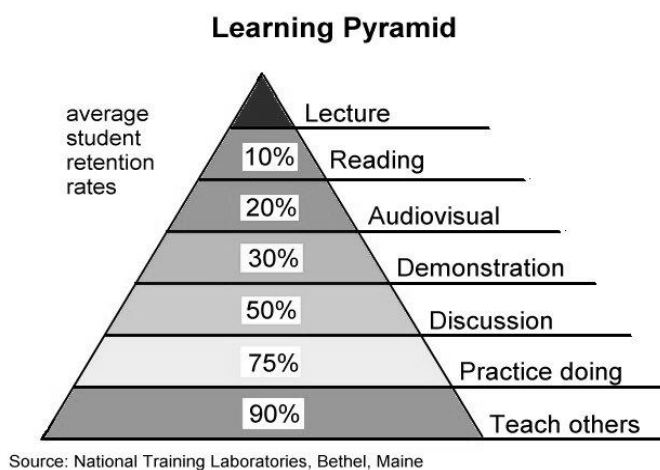 Learning Pyramid
average
student
retention
rates
Lecture
10% Reading
20% Audiovisual
30% Demonstration
50% Discussion
75% Practice doing
90% Teach others
Source: National Training Laboratories, Bethel, Maine